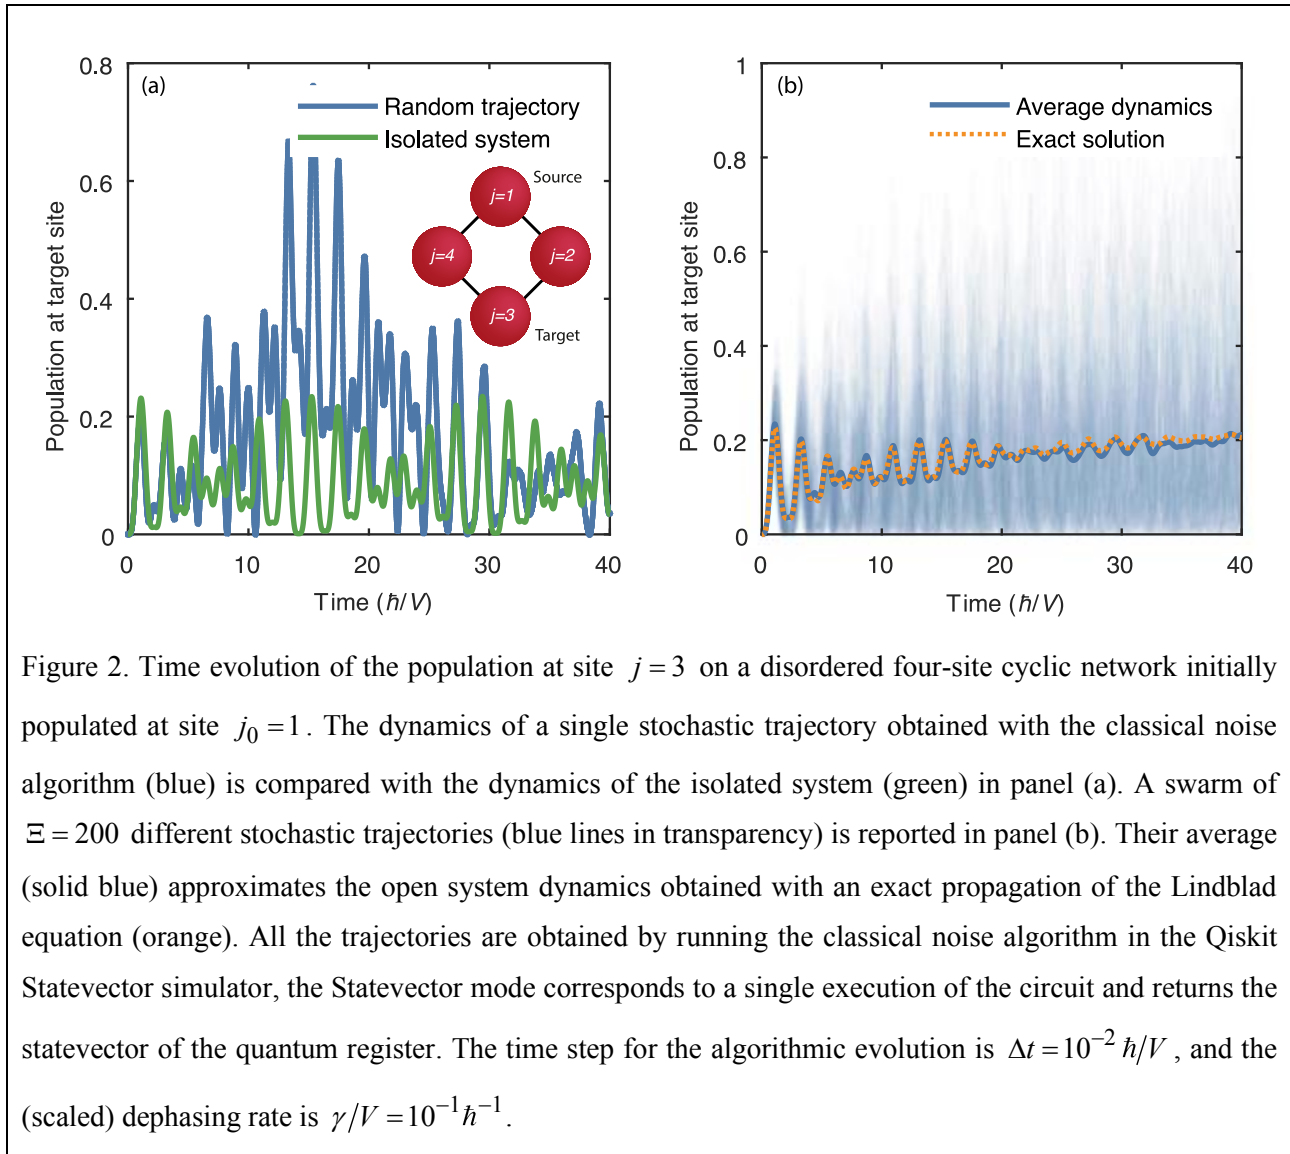 (a)
Random trajectory
Isolated system
Source
j=1
j=4
j=2
j=3
Target
0.8
0.6
0.4
0.2
0
0
10
20
30
40
Population at target site
Time (ℏ/V)
(b)
Average dynamics
Exact solution
1
0.8
0.6
0.4
0.2
0
0
10
20
30
40
Population at target site
Time (ℏ/V)
Figure 2. Time evolution of the population at site j = 3 on a disordered four-site cyclic network initially
populated at site j₀ = 1. The dynamics of a single stochastic trajectory obtained with the classical noise
algorithm (blue) is compared with the dynamics of the isolated system (green) in panel (a). A swarm of
Ξ = 200 different stochastic trajectories (blue lines in transparency) is reported in panel (b). Their average
(solid blue) approximates the open system dynamics obtained with an exact propagation of the Lindblad
equation (orange). All the trajectories are obtained by running the classical noise algorithm in the Qiskit
Statevector simulator, the Statevector mode corresponds to a single execution of the circuit and returns the
statevector of the quantum register. The time step for the algorithmic evolution is Δt = 10⁻² ℏ/V, and the
(scaled) dephasing rate is γ/V = 10⁻¹ℏ⁻¹.